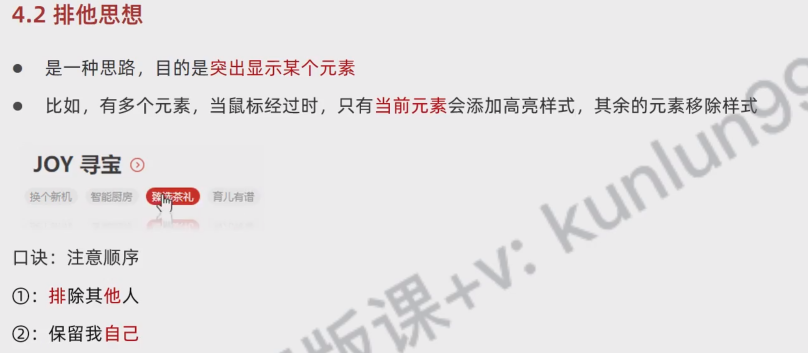 4.2 排他思想
● 是一种思路，目的是突出显示某个元素
● 比如，有多个元素，当鼠标经过时，只有当前元素会添加高亮样式，其余的元素移除样式
JOY 寻宝
换个新机 智能厨房 臻选茶礼 育儿有谱
口诀：注意顺序
①：排除其他人
②：保留我自己
版课+v: kunlun99